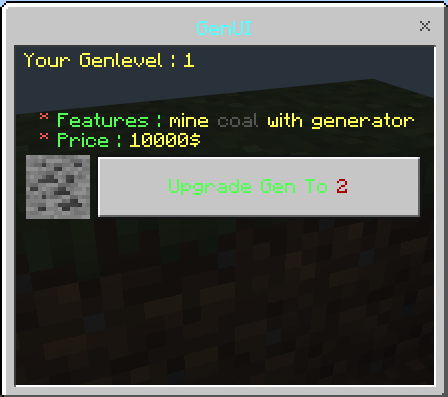 GenUI
Your Genlevel : 1
* Features : mine coal with generator
* Price : 10000$
Upgrade Gen To 2